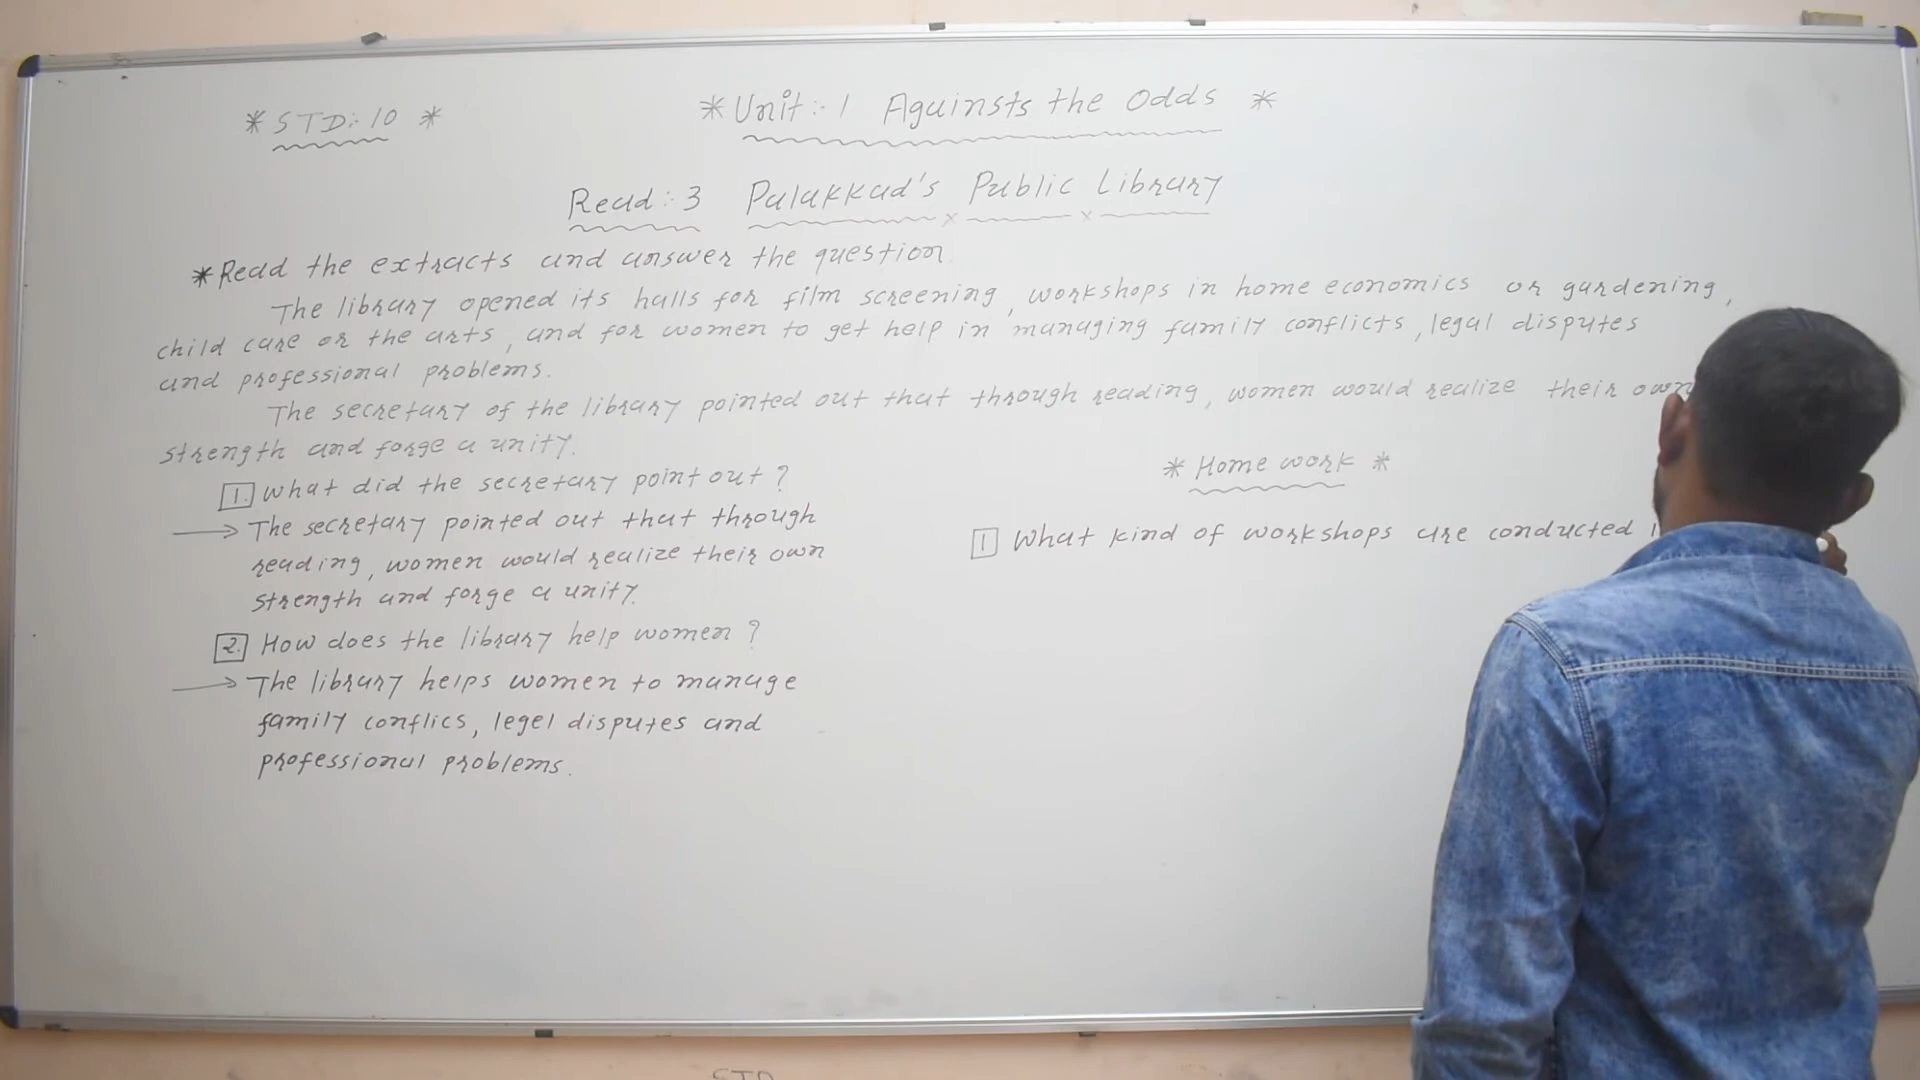 * STD:- 10 *
* Unit:- 1 Againsts the Odds *
Read:- 3 Palakkad's Public Library
* Read the extracts and answer the question.
The library opened its halls for film screening, workshops in home economics or gardening,
child care or the arts, and for women to get help in managing family conflicts, legal disputes
and professional problems.
The secretary of the library pointed out that through reading, women would realize their own
strength and forge a unity.
1. What did the secretary point out?
→ The secretary pointed out that through
reading, women would realize their own
strength and forge a unity.
2. How does the library help women?
→ The library helps women to manage
family conflics, legel disputes and
professional problems.
* Home work *
1 What kind of workshops are conducted
STD